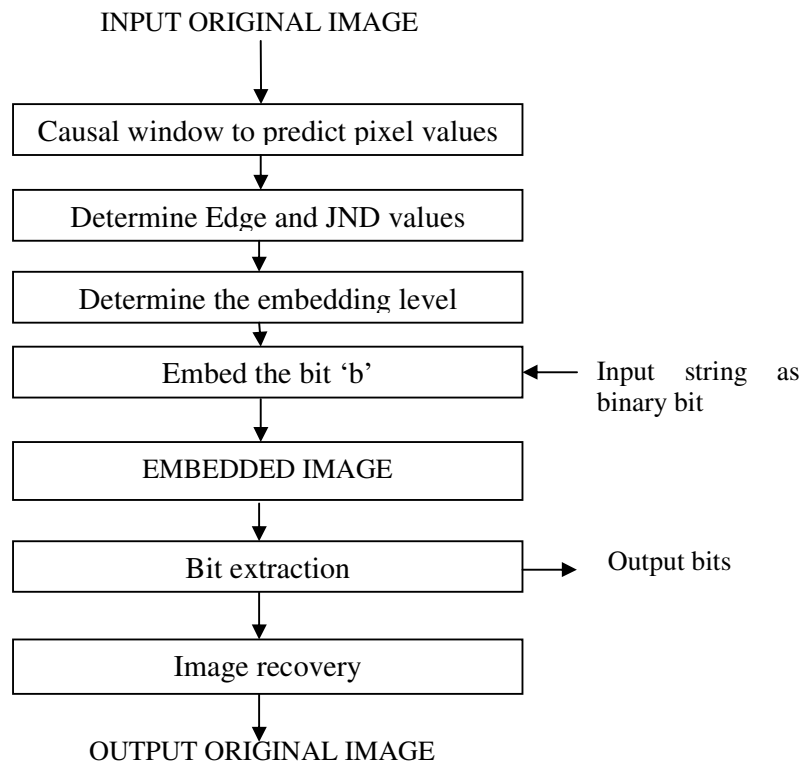 INPUT ORIGINAL IMAGE
Causal window to predict pixel values
Determine Edge and JND values
Determine the embedding level
Embed the bit ‘b’
Input string as
binary bit
EMBEDDED IMAGE
Bit extraction
Output bits
Image recovery
OUTPUT ORIGINAL IMAGE